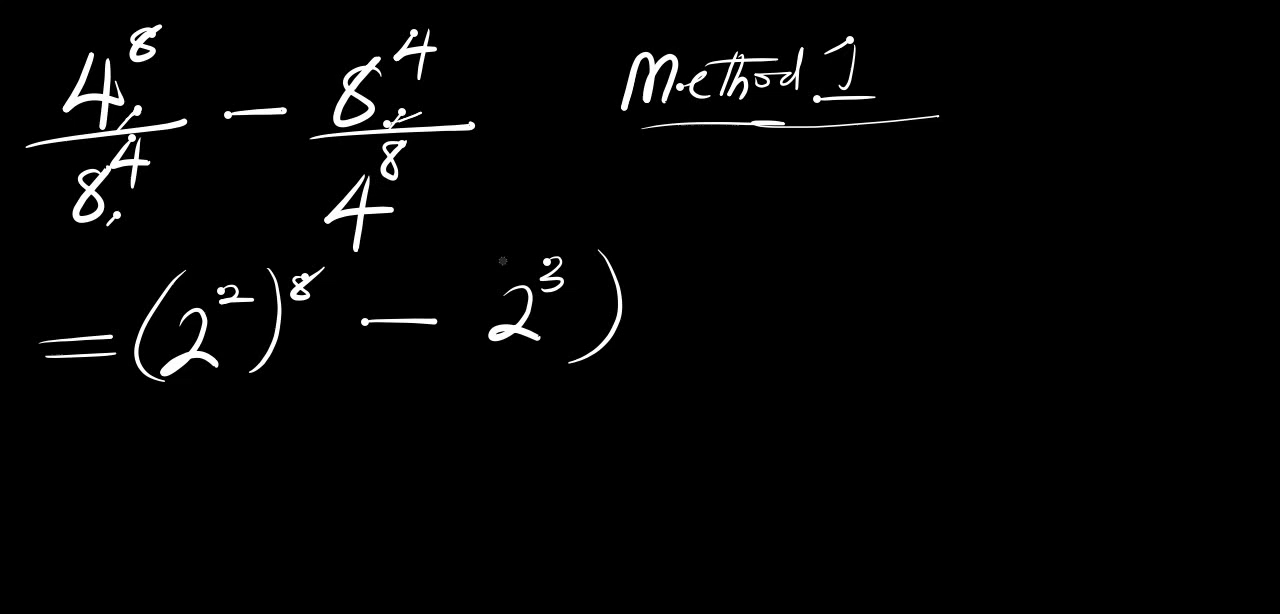 4^8/8^4 - 8^4/4^8
Method 1
= (2^2)^8 - 2^3)